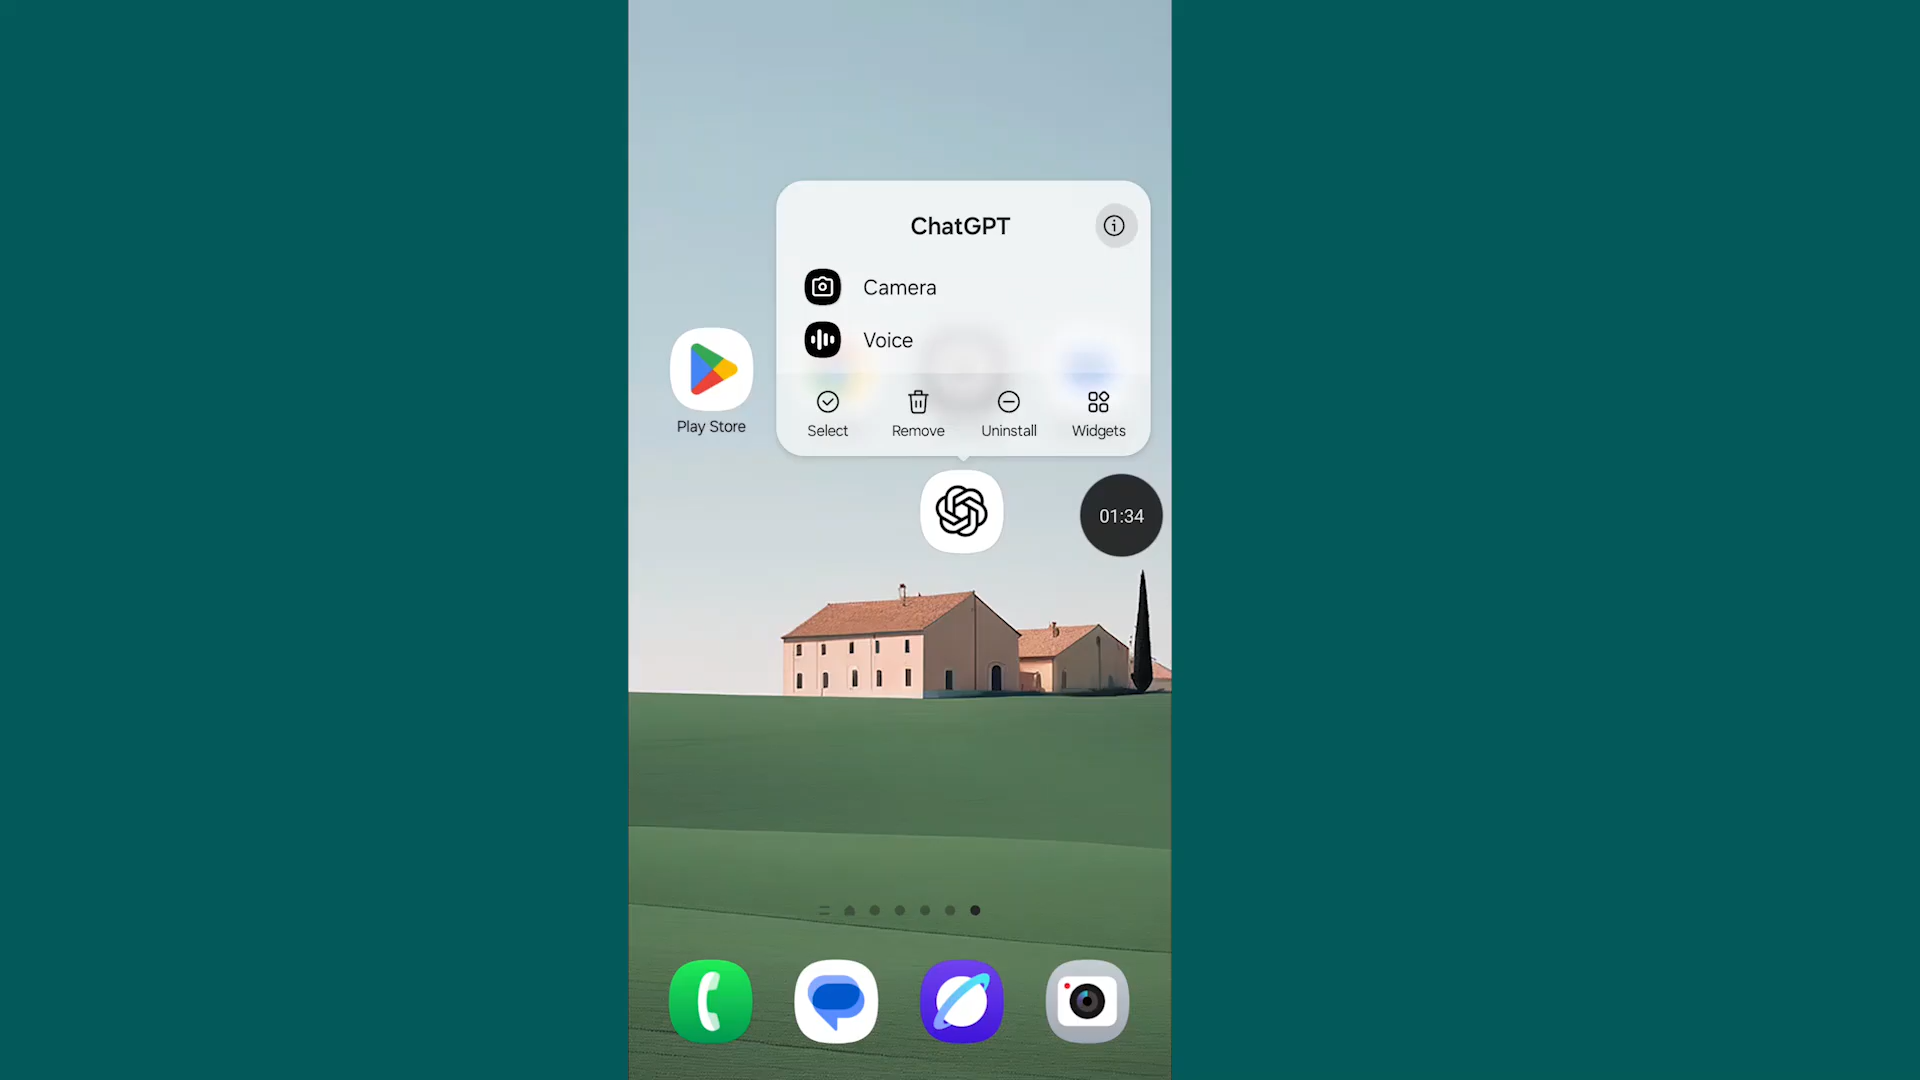 ChatGPT
Camera
Voice
Select Remove Uninstall Widgets
Play Store
01:34